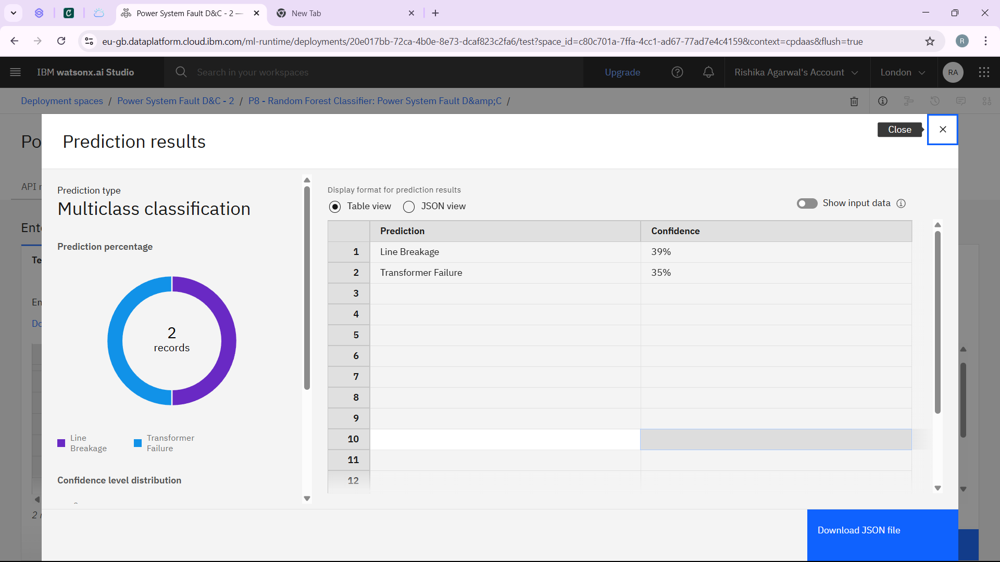 Power System Fault D&C - 2 —
New Tab
eu-gb.dataplatform.cloud.ibm.com/ml-runtime/deployments/20e017bb-72ca-4b0e-8e73-dcaf823c2fa6/test?space_id=c80c701a-7ffa-4cc1-ad67-77ad7e4c4159&context=cpdaas&flush=true
R
IBM watsonx.ai Studio
Search in your workspaces
Upgrade
Rishika Agarwal's Account
London
RA
Deployment spaces / Power System Fault D&C - 2 / P8 - Random Forest Classifier: Power System Fault D&amp;C /
Po
Prediction results
Close
API r
Ente
Te
En
Do
2 r
Prediction type
Multiclass classification
Prediction percentage
2
records
Line
Breakage
Transformer
Failure
Confidence level distribution
Display format for prediction results
Table view
JSON view
Show input data
Prediction Confidence
1 Line Breakage 39%
2 Transformer Failure 35%
3
4
5
6
7
8
9
10
11
12
Download JSON file